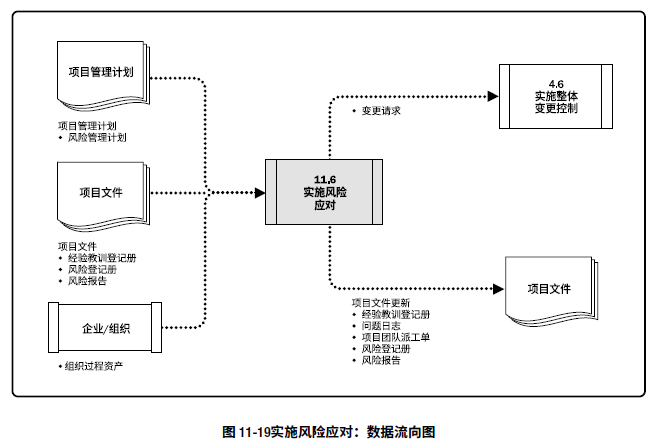 项目管理计划
项目管理计划
• 风险管理计划
项目文件
项目文件
• 经验教训登记册
• 风险登记册
• 风险报告
企业/组织
• 组织过程资产
11.6
实施风险
应对
• 变更请求
4.6
实施整体
变更控制
项目文件更新
• 经验教训登记册
• 问题日志
• 项目团队派工单
• 风险登记册
• 风险报告
项目文件
图 11-19实施风险应对：数据流向图